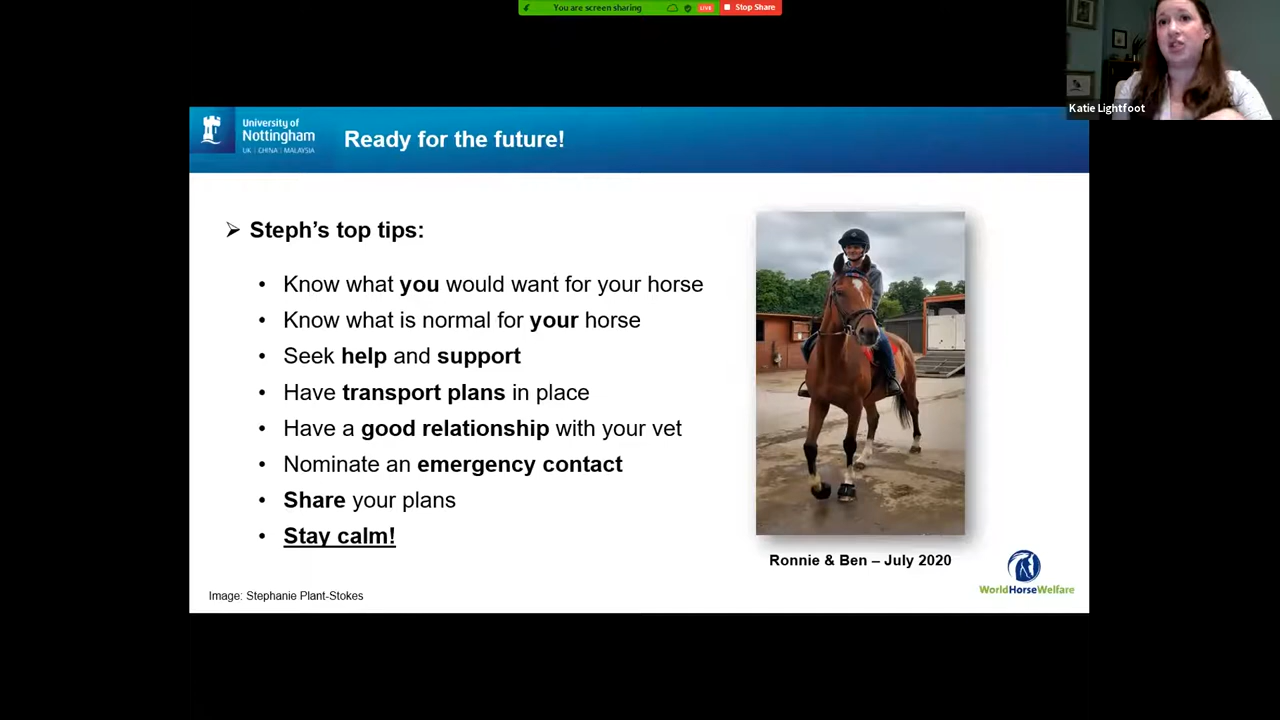 You are screen sharing
LIVE
Stop Share
Katie Lightfoot
University of
Nottingham
UK | CHINA | MALAYSIA
Ready for the future!
Steph's top tips:
• Know what you would want for your horse
• Know what is normal for your horse
• Seek help and support
• Have transport plans in place
• Have a good relationship with your vet
• Nominate an emergency contact
• Share your plans
• Stay calm!
Ronnie & Ben – July 2020
Image: Stephanie Plant-Stokes
WorldHorseWelfare